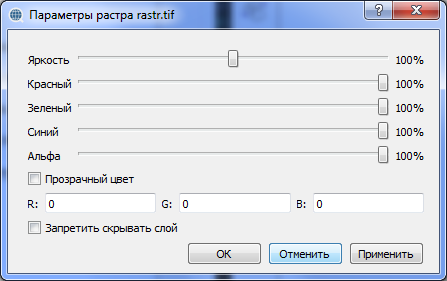 Параметры растра rastr.tif
Яркость 100%
Красный 100%
Зеленый 100%
Синий 100%
Альфа 100%
Прозрачный цвет
R: 0 G: 0 B: 0
Запретить скрывать слой
OK Отменить Применить